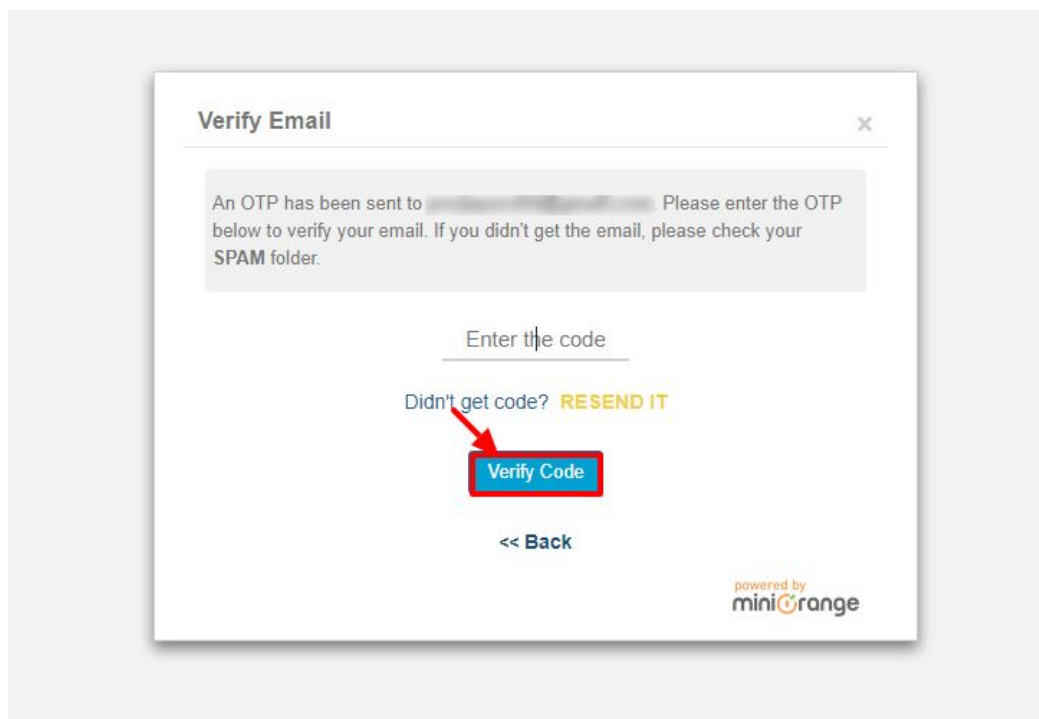 Verify Email
×
An OTP has been sent to . Please enter the OTP
below to verify your email. If you didn't get the email, please check your
SPAM folder.
Enter the code
Didn't get code? RESEND IT
Verify Code
<< Back
powered by
miniOrange